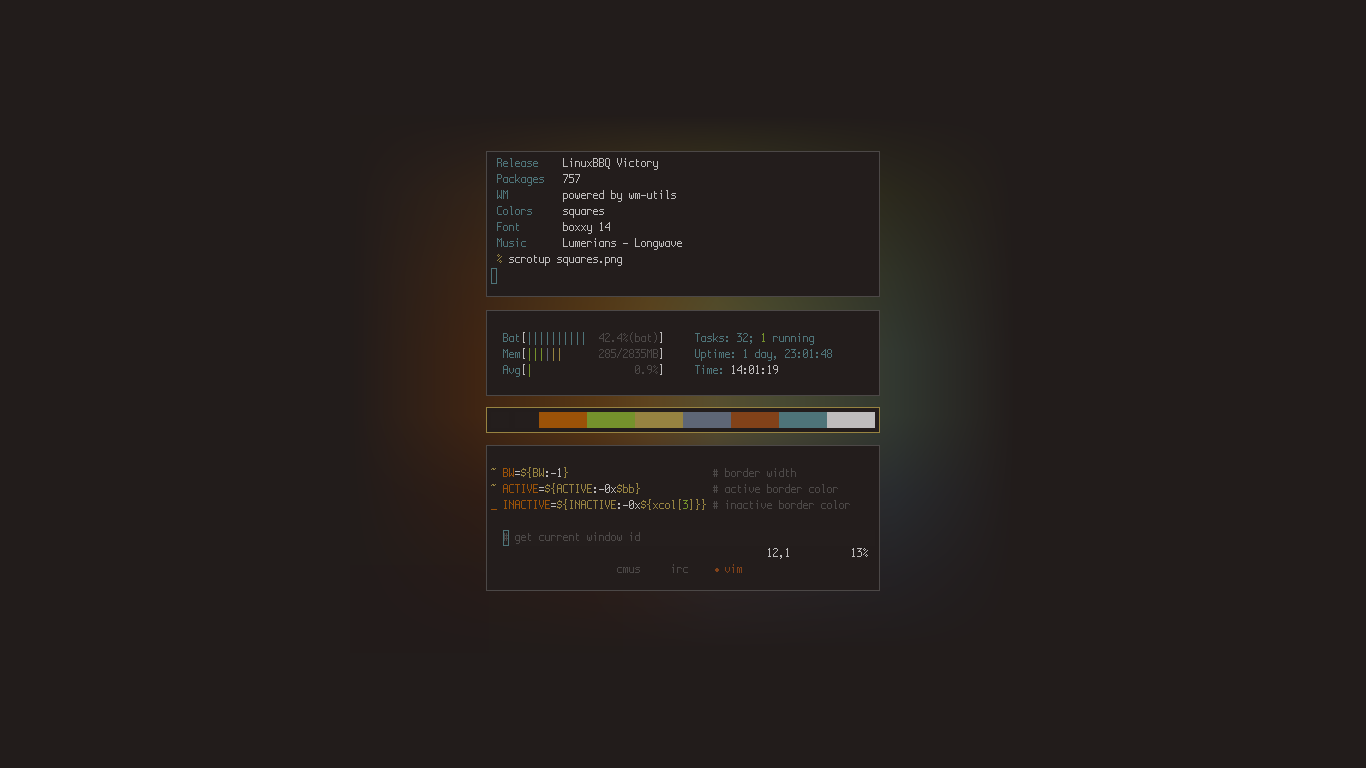 Release LinuxBBQ Victory
Packages 757
WM powered by wm-utils
Colors squares
Font boxxy 14
Music Lumerians - Longwave
% scrotup squares.png
Bat[|||||||||| 42.4%(bat)] Tasks: 32; 1 running
Mem[|||||| 285/2835MB] Uptime: 1 day, 23:01:48
Avg[| 0.9%] Time: 14:01:19
~ BW=${BW:-1} # border width
~ ACTIVE=${ACTIVE:-0x$bb} # active border color
_ INACTIVE=${INACTIVE:-0x${xcol[3]}} # inactive border color
# get current window id
12,1 13%
cmus irc • vim